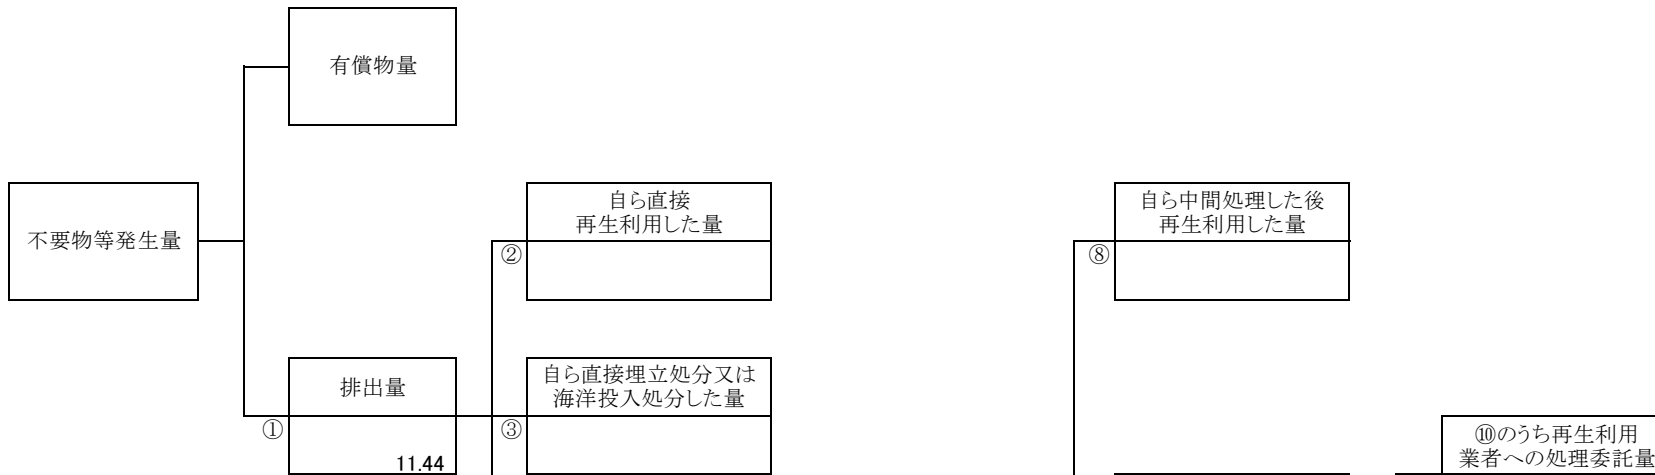 有償物量
不要物等発生量
自ら直接
再生利用した量
②
自ら中間処理した後
再生利用した量
⑧
排出量
①
11.44
自ら直接埋立処分又は
海洋投入処分した量
③
⑩のうち再生利用
業者への処理委託量